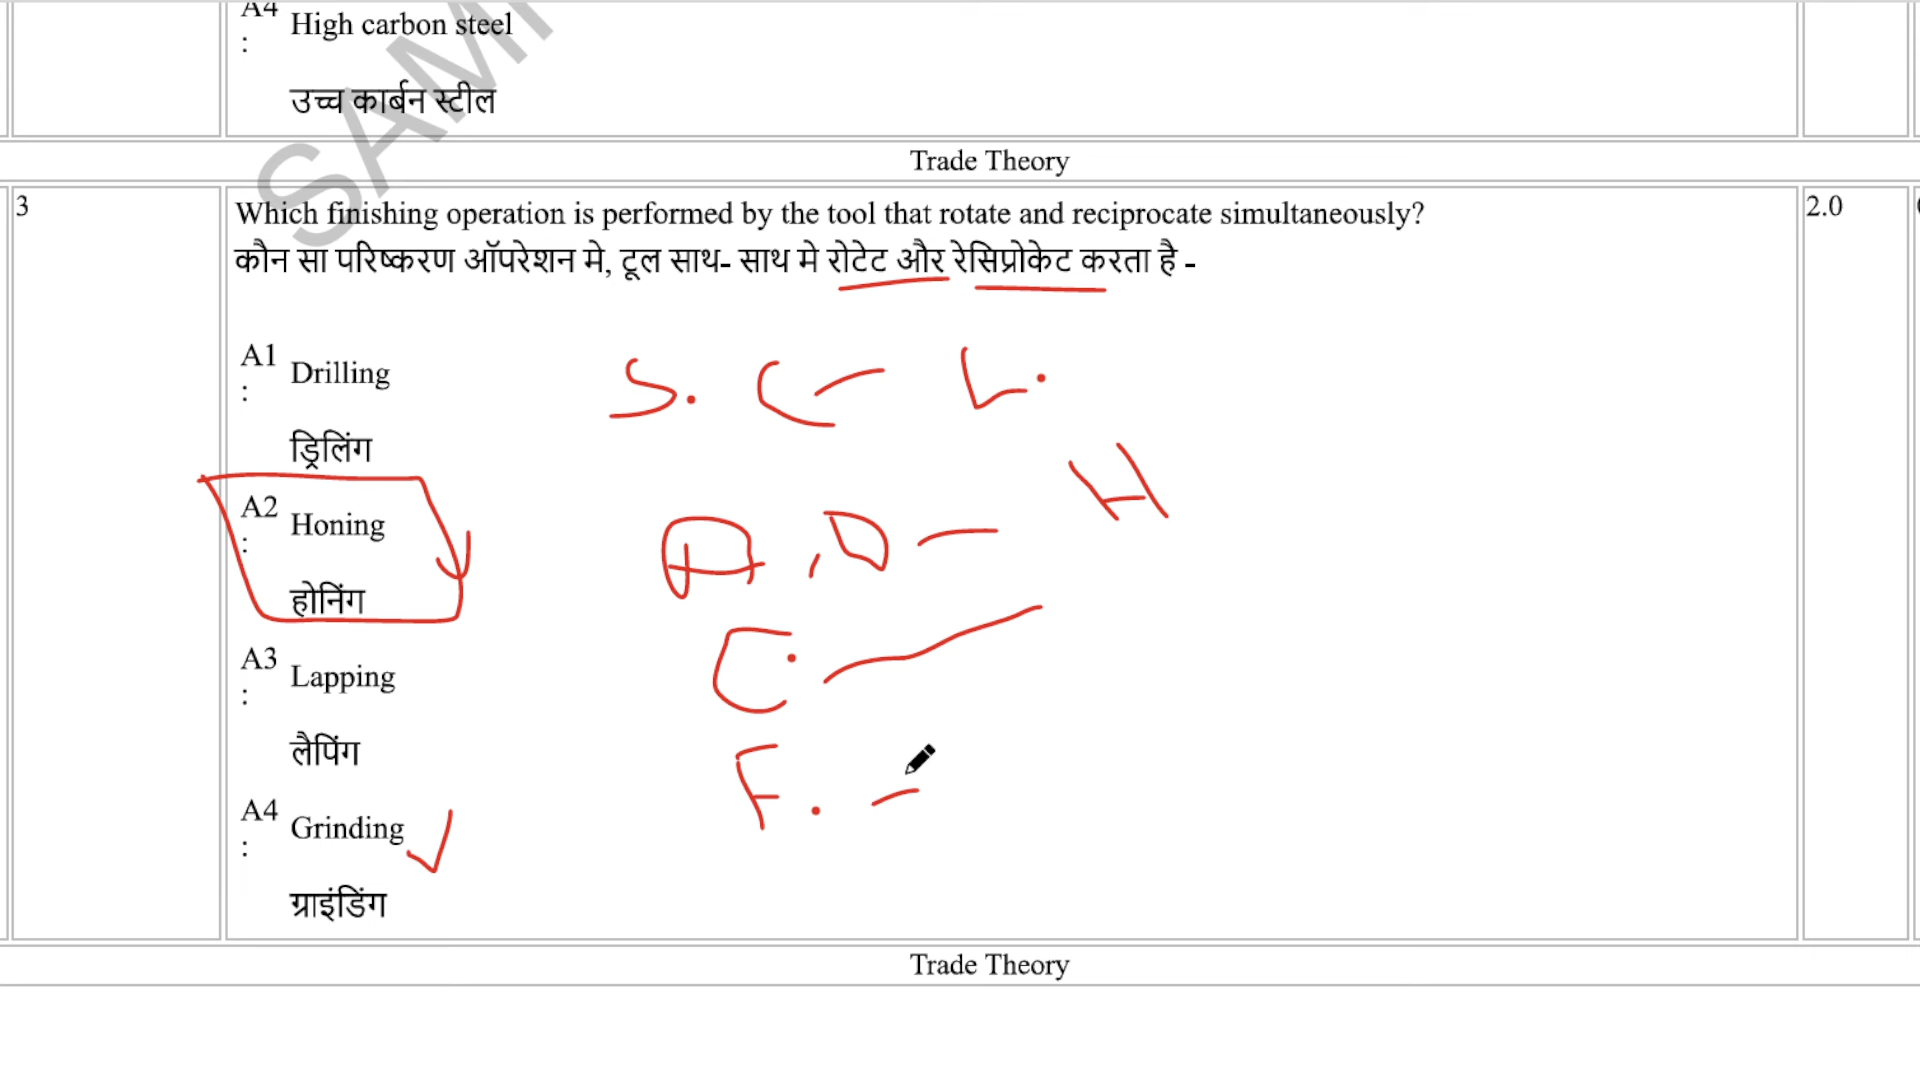 A4
: High carbon steel
उच्च कार्बन स्टील
Trade Theory
3
Which finishing operation is performed by the tool that rotate and reciprocate simultaneously?
2.0
कौन सा परिष्करण ऑपरेशन मे, टूल साथ- साथ मे रोटेट और रेसिप्रोकेट करता है -
A1
: Drilling
S. C — L.
ड्रिलिंग
H
A2
: Honing
, D —
होनिंग
C.
A3
: Lapping
लैपिंग
F. —
A4
: Grinding
ग्राइंडिंग
Trade Theory